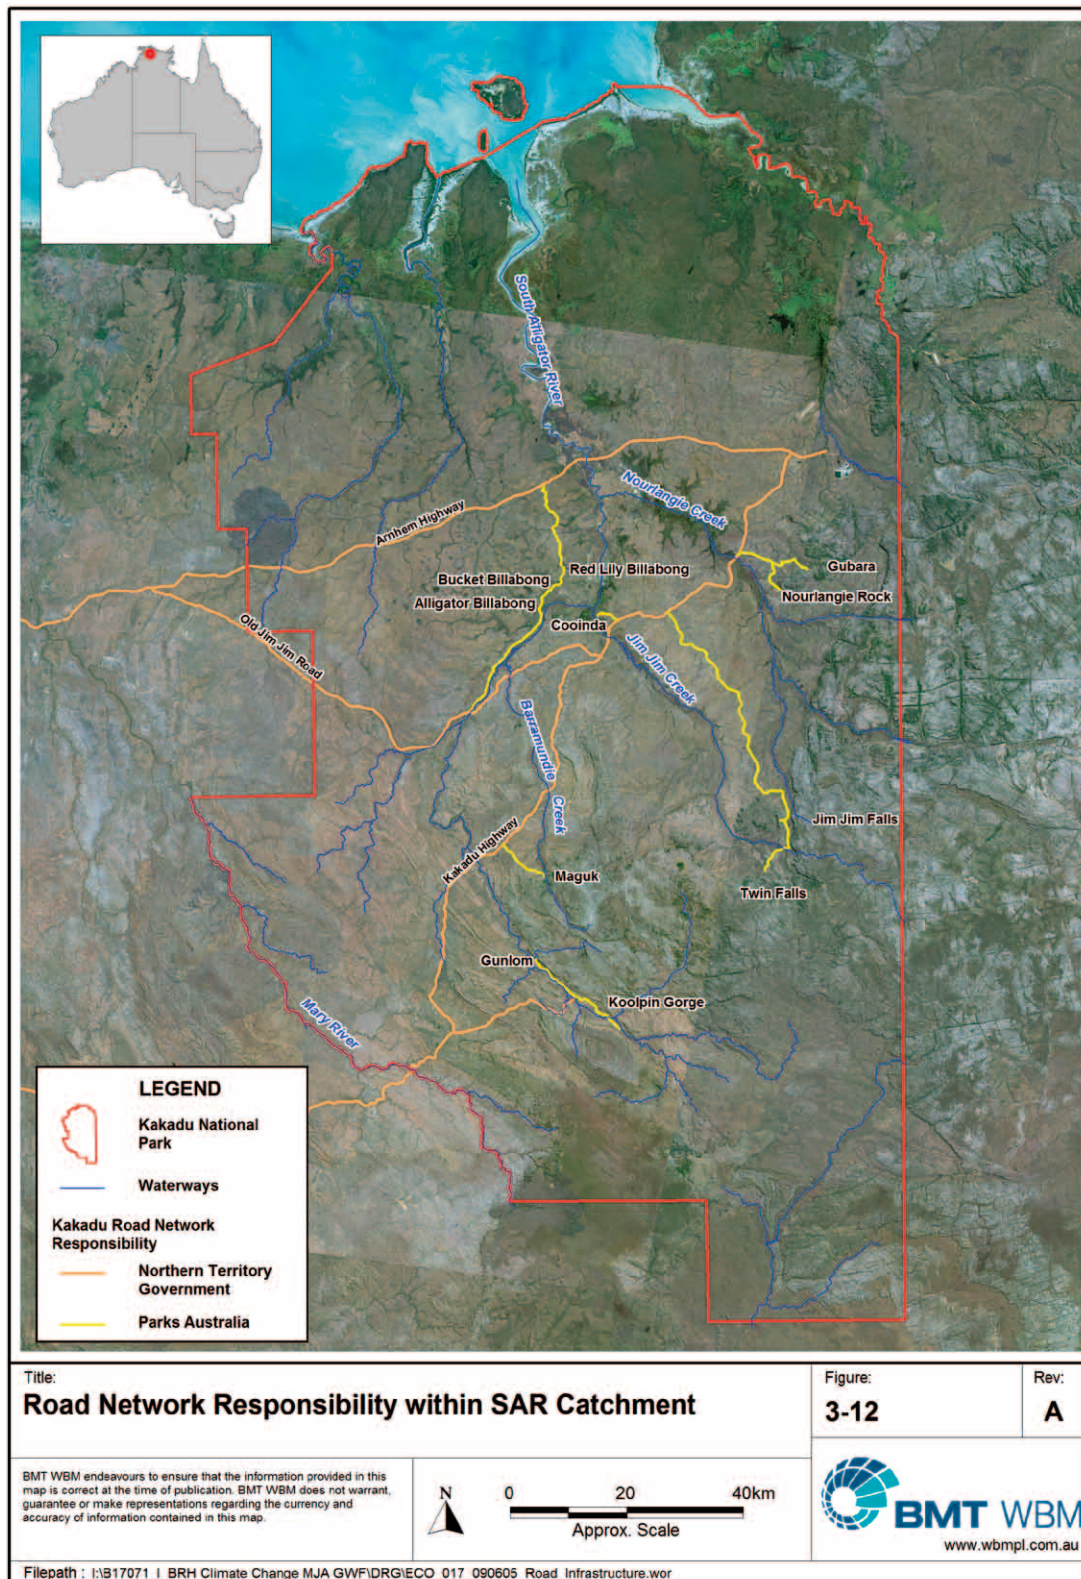 South Alligator River
Nourlangie Creek
Arnhem Highway
Red Lily Billabong
Bucket Billabong
Gubara
Alligator Billabong
Nourlangie Rock
Cooinda
Old Jim Jim Road
Jim Jim Creek
Barramundie
Creek
Jim Jim Falls
Kakadu Highway
Maguk
Twin Falls
Gunlom
Koolpin Gorge
Mary River
LEGEND
Kakadu National
Park
Waterways
Kakadu Road Network
Responsibility
Northern Territory
Government
Parks Australia
Title:
Road Network Responsibility within SAR Catchment
Figure:
3-12
Rev:
A
BMT WBM endeavours to ensure that the information provided in this
map is correct at the time of publication. BMT WBM does not warrant,
guarantee or make representations regarding the currency and
accuracy of information contained in this map.
N
0 20 40km
Approx. Scale
BMT WBM
www.wbmpl.com.au
Filepath : I:\B17071_I_BRH Climate Change MJA GWF\DRG\ECO_017_090605_Road_Infrastructure.wor